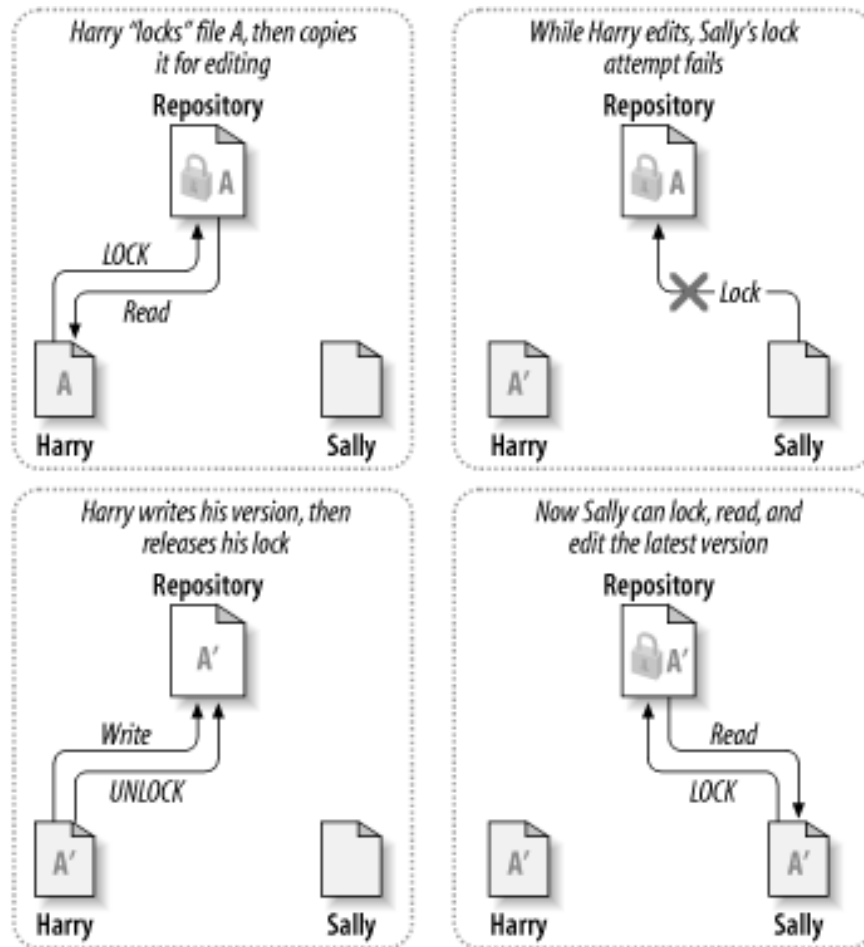 Harry “locks” file A, then copies
it for editing
Repository
A
LOCK
Read
A
Harry
Sally
While Harry edits, Sally’s lock
attempt fails
Repository
A
Lock
A’
Harry
Sally
Harry writes his version, then
releases his lock
Repository
A’
Write
UNLOCK
A’
Harry
Sally
Now Sally can lock, read, and
edit the latest version
Repository
A’
Read
LOCK
A’
A’
Harry
Sally